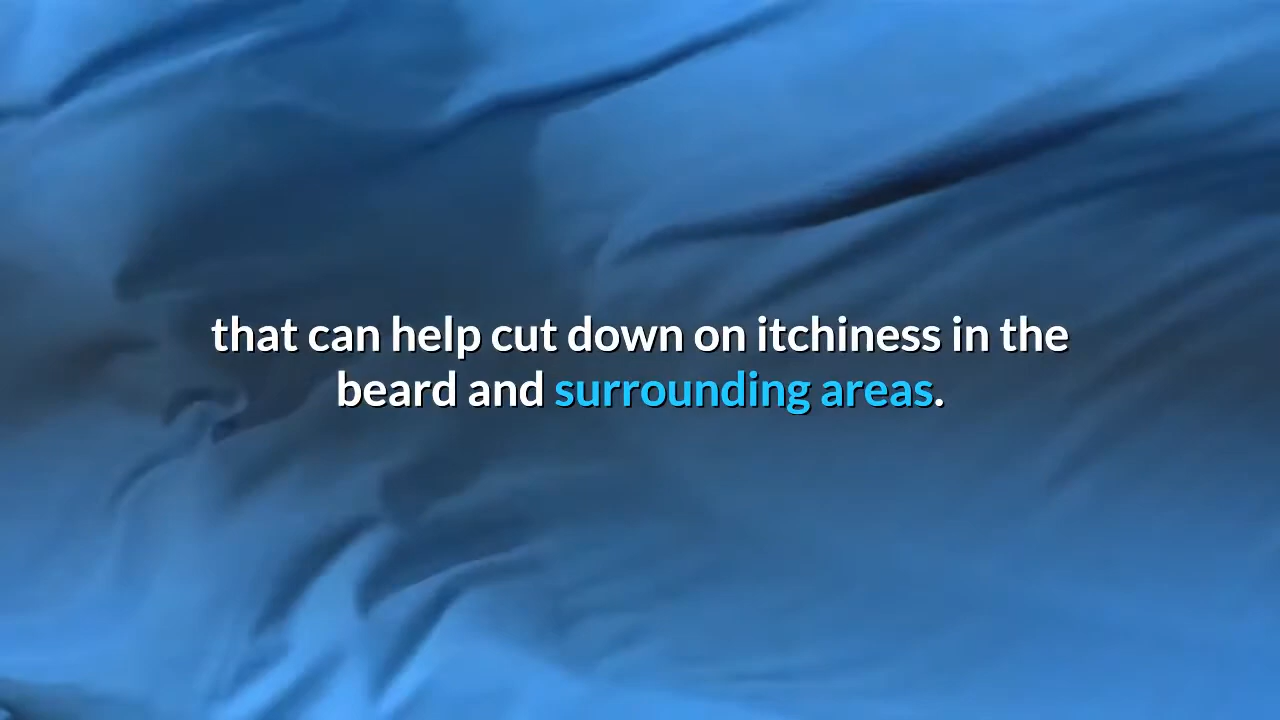 that can help cut down on itchiness in the
beard and surrounding areas.